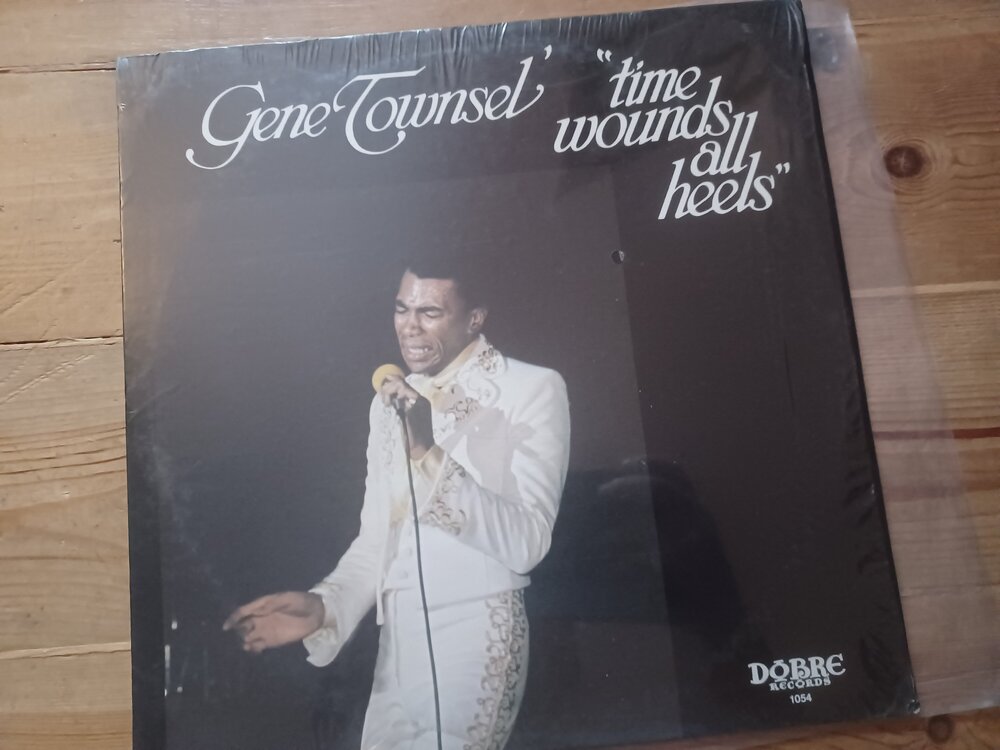 Gene Townsel'
"time
wounds
all
heels"
DOBRE
RECORDS
1054